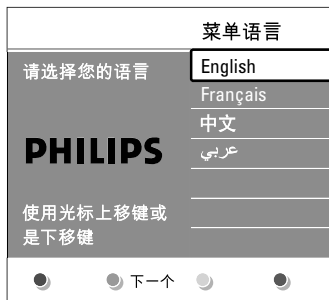 菜单语言
请选择您的语言
English
Français
中文
عربي
PHILIPS
使用光标上移键或
是下移键
下一个